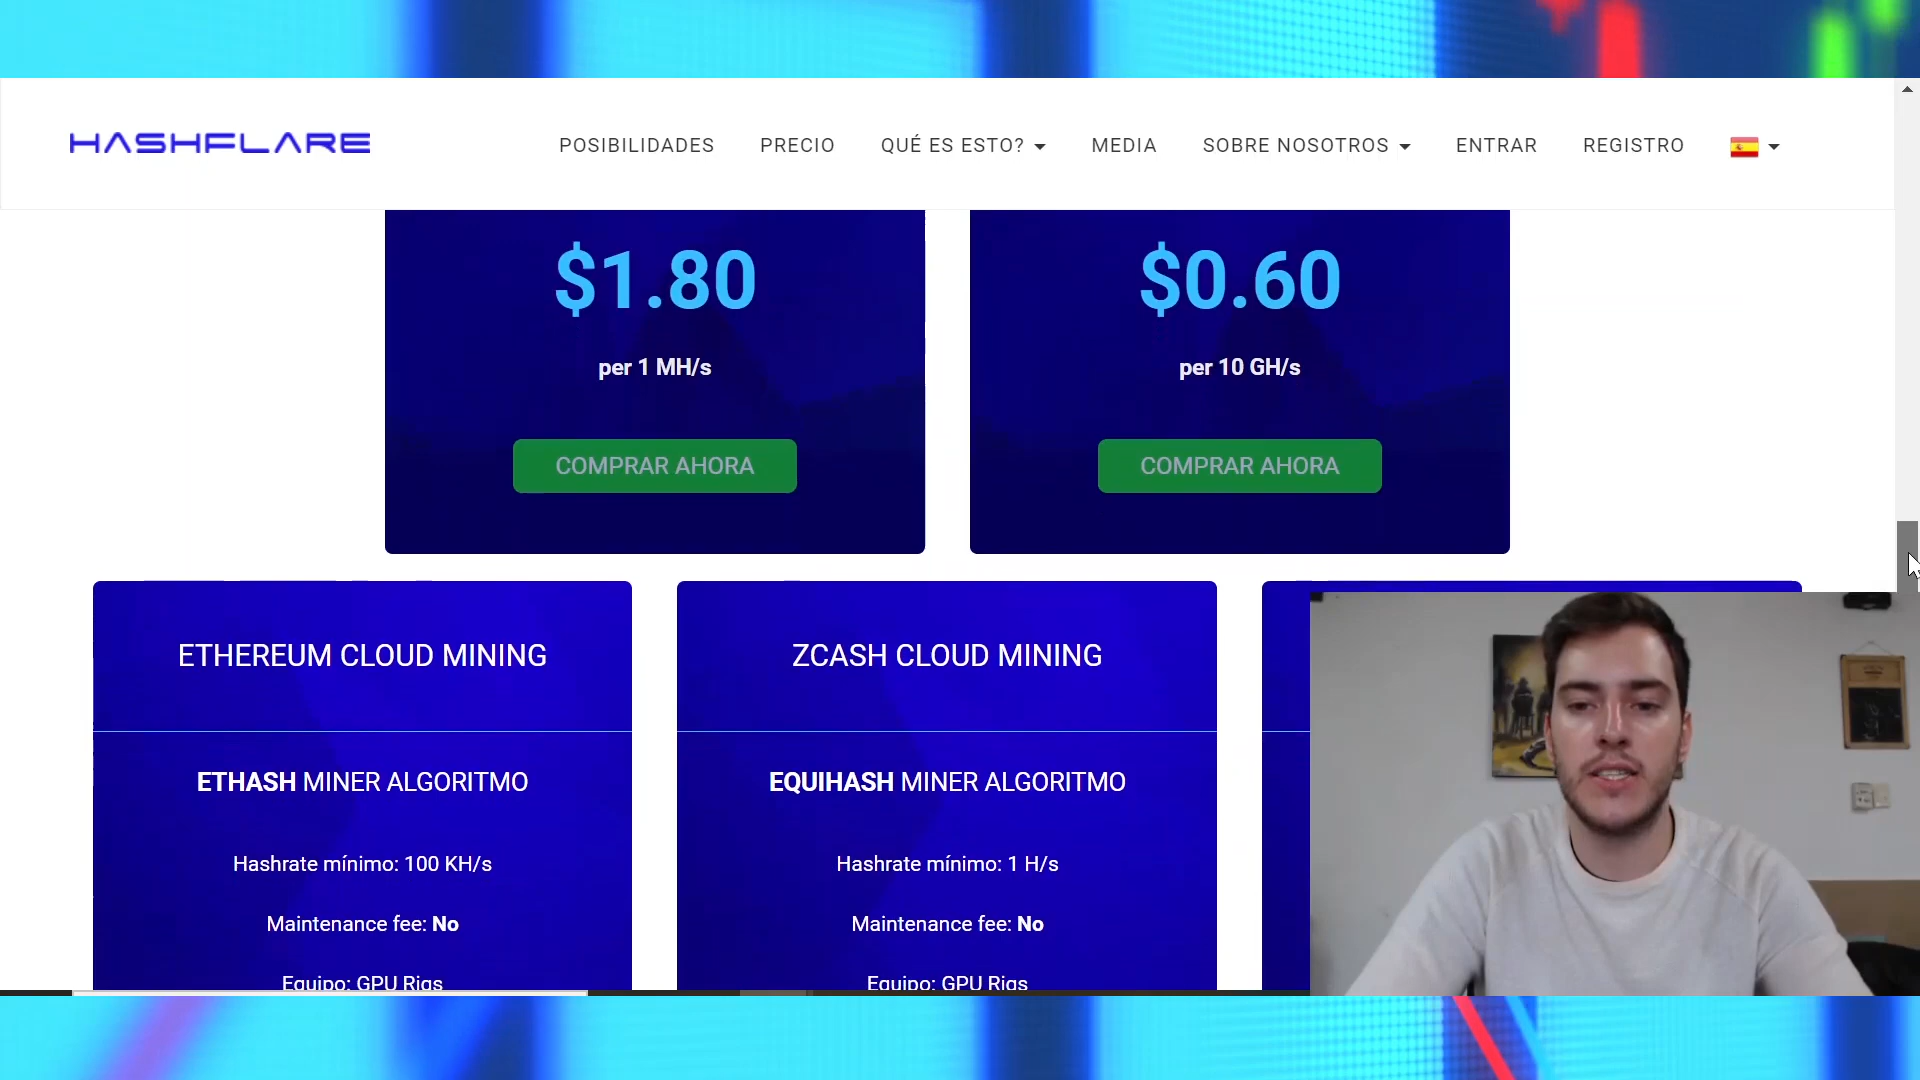 HASHFLARE
POSIBILIDADES
PRECIO
QUÉ ES ESTO?
MEDIA
SOBRE NOSOTROS
ENTRAR
REGISTRO
$1.80
per 1 MH/s
COMPRAR AHORA
$0.60
per 10 GH/s
COMPRAR AHORA
ETHEREUM CLOUD MINING
ETHASH MINER ALGORITMO
Hashrate mínimo: 100 KH/s
Maintenance fee: No
Equipo: GPU Rigs
ZCASH CLOUD MINING
EQUIHASH MINER ALGORITMO
Hashrate mínimo: 1 H/s
Maintenance fee: No
Equipo: GPU Rigs